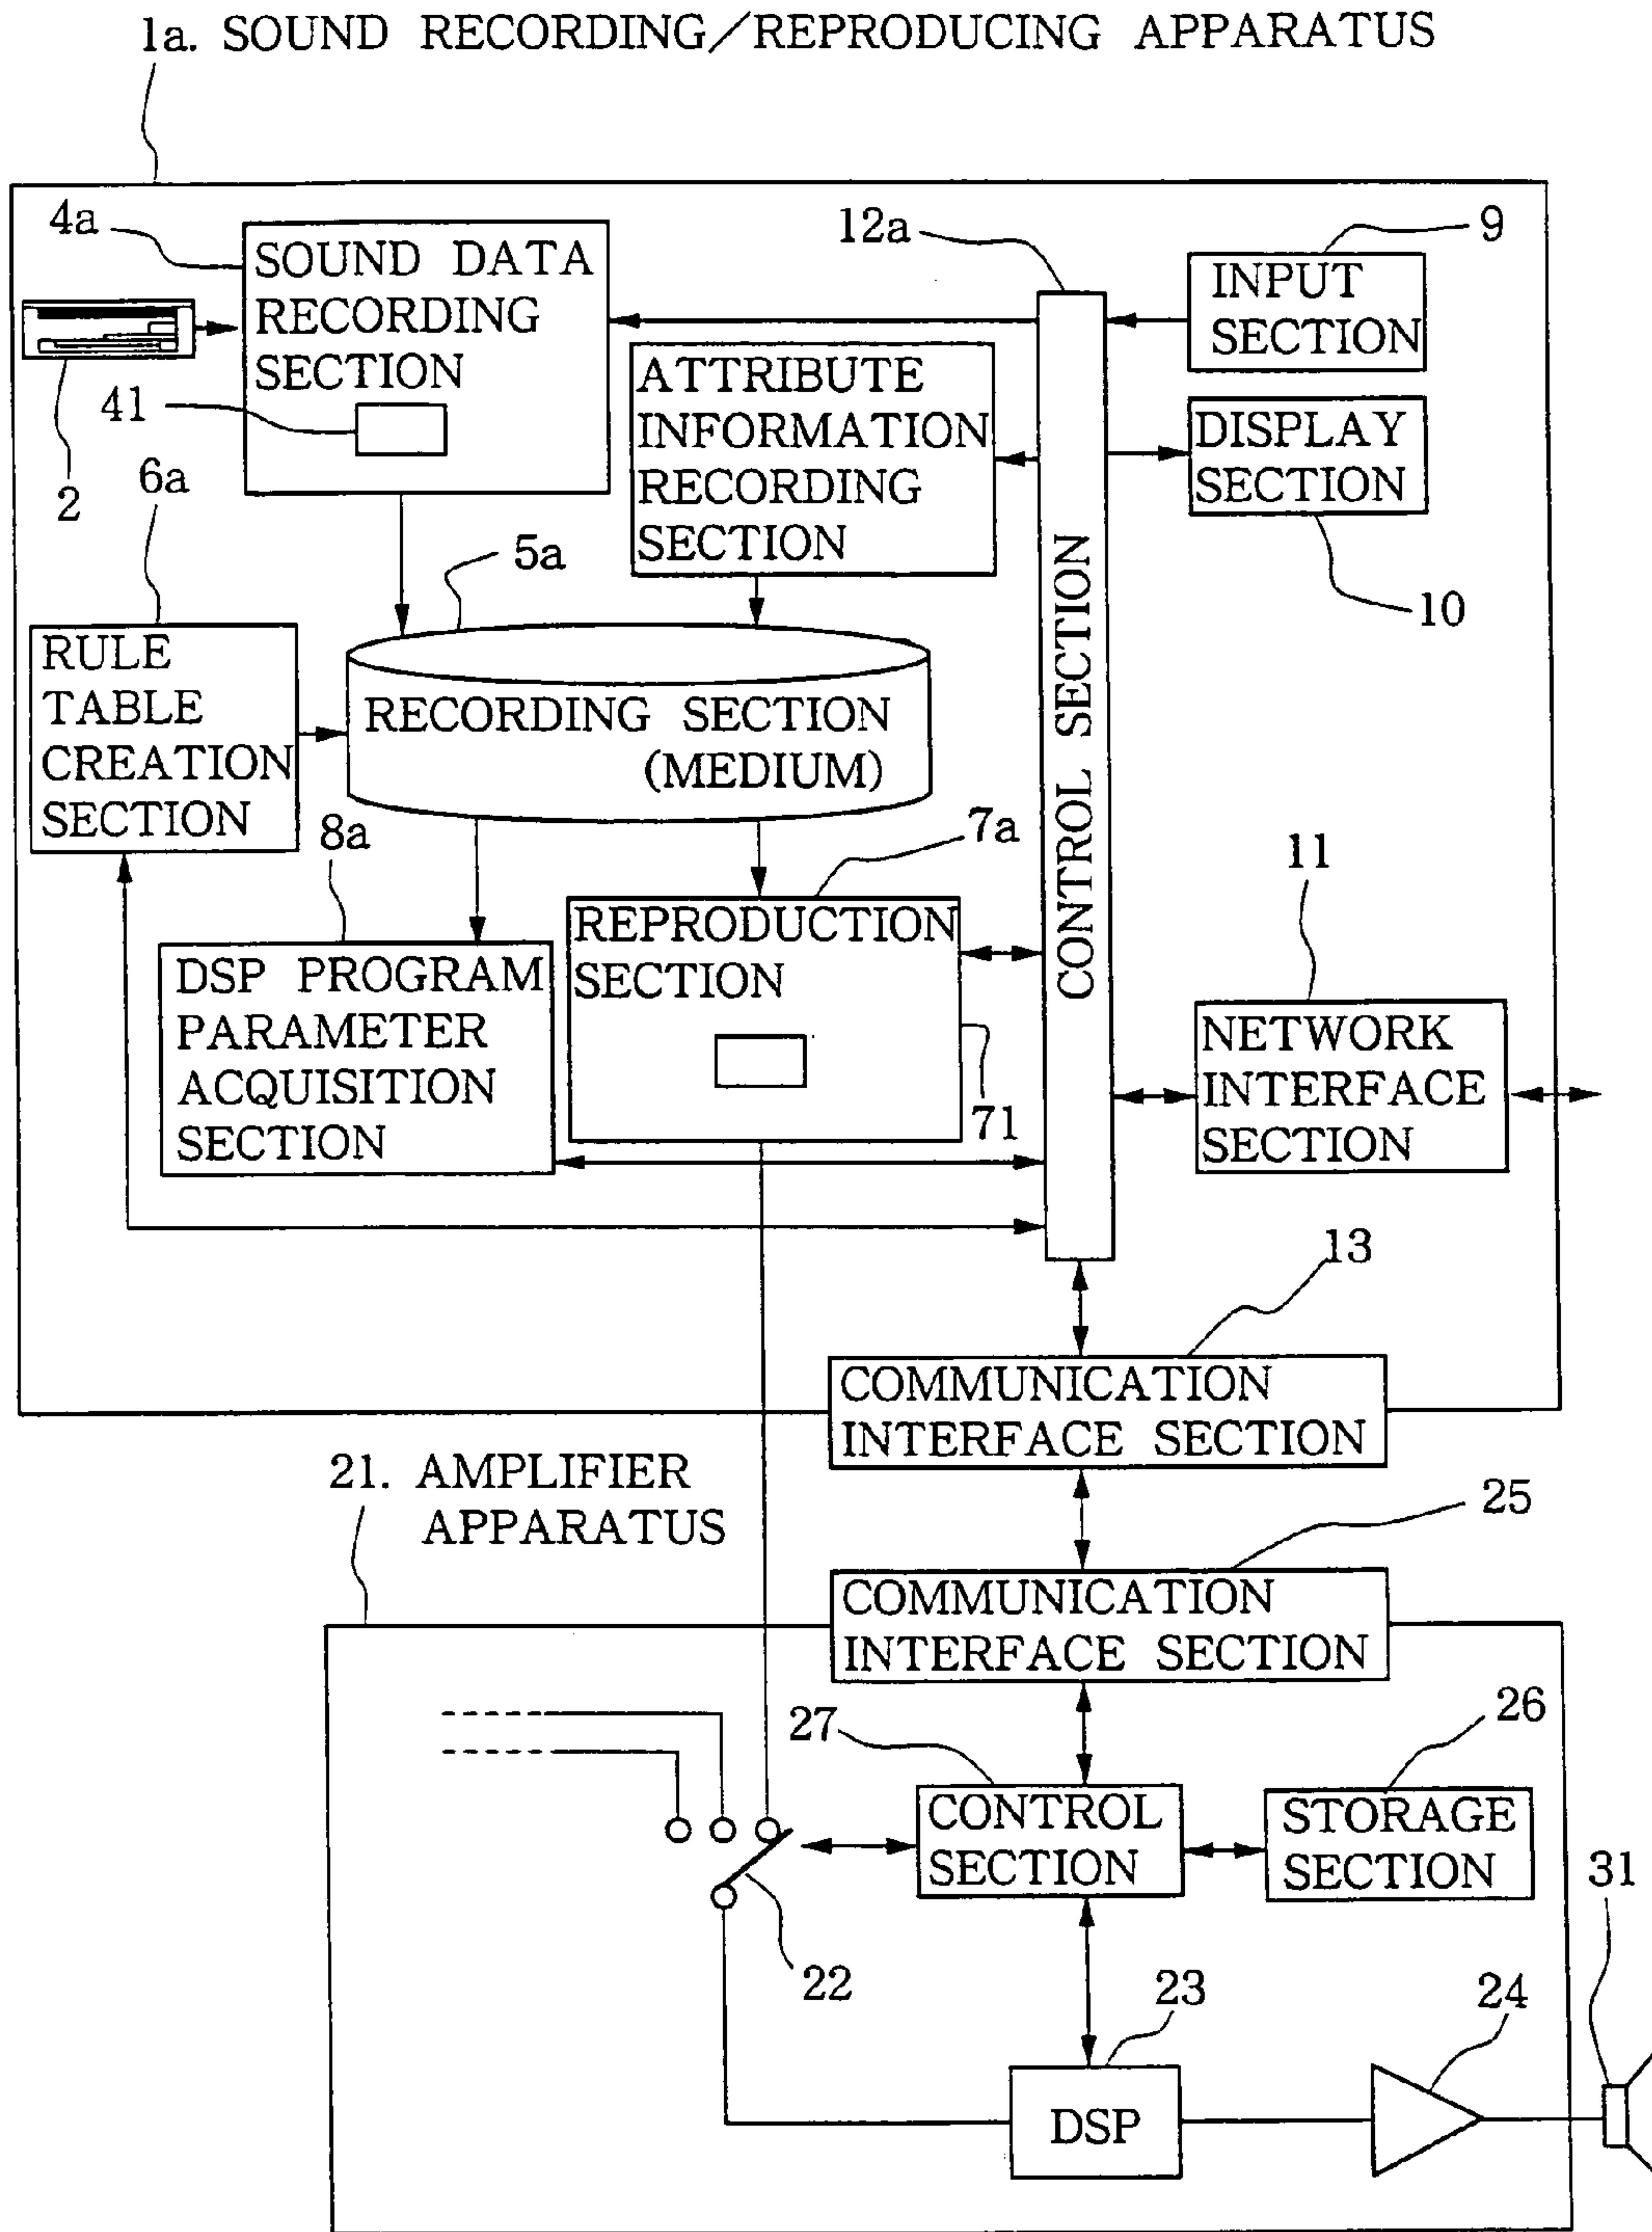 1a. SOUND RECORDING/REPRODUCING APPARATUS
4a
SOUND DATA
RECORDING
SECTION
41
2
12a
9
INPUT
SECTION
ATTRIBUTE
INFORMATION
RECORDING
SECTION
DISPLAY
SECTION
10
6a
5a
RULE
TABLE
CREATION
SECTION
RECORDING SECTION
(MEDIUM)
CONTROL SECTION
8a
7a
11
DSP PROGRAM
PARAMETER
ACQUISITION
SECTION
REPRODUCTION
SECTION
71
NETWORK
INTERFACE
SECTION
13
COMMUNICATION
INTERFACE SECTION
21. AMPLIFIER
APPARATUS
25
COMMUNICATION
INTERFACE SECTION
27
26
CONTROL
SECTION
STORAGE
SECTION
31
22
23
24
DSP